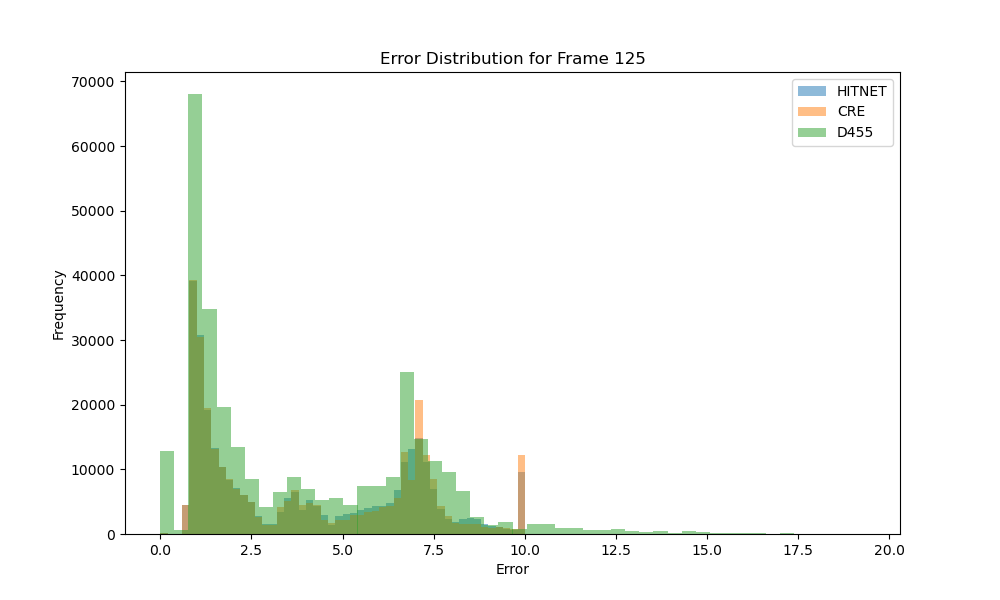 Error Distribution for Frame 125
HITNET
CRE
D455
Frequency
70000
60000
50000
40000
30000
20000
10000
0
0.0 2.5 5.0 7.5 10.0 12.5 15.0 17.5 20.0
Error